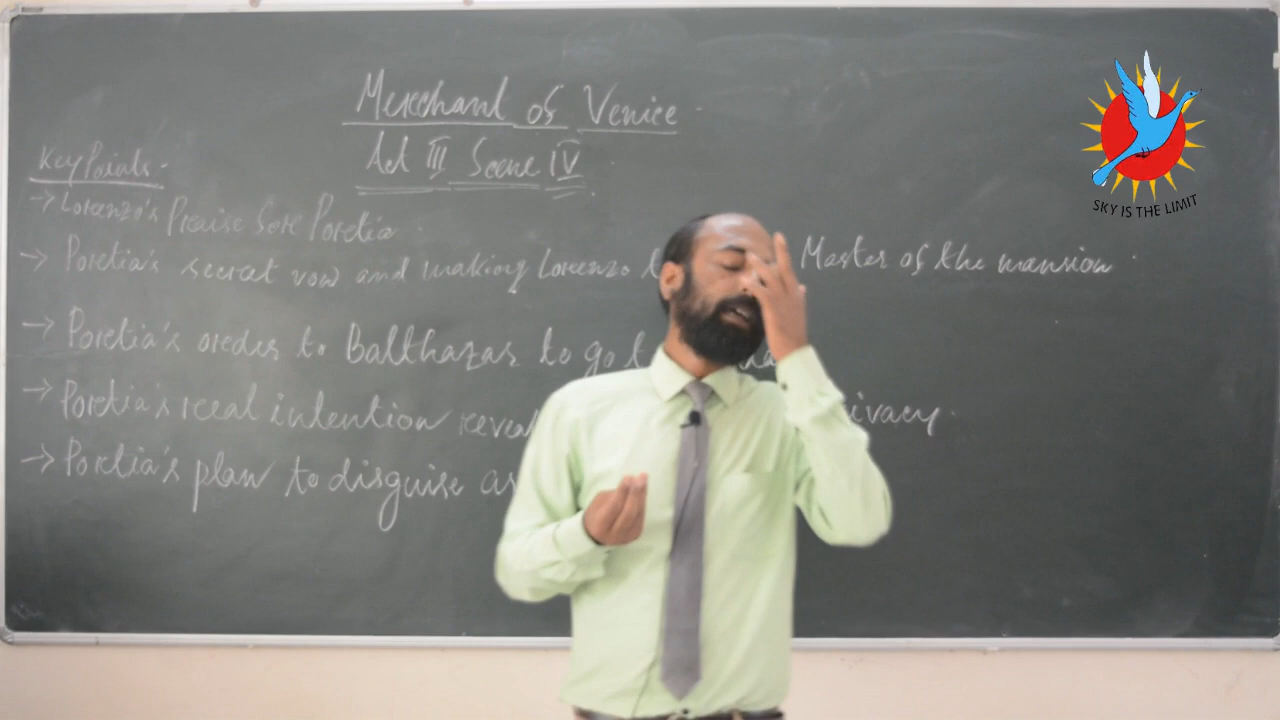 Merchant of Venice
Act III Scene IV
Key Points-
→ Lorenzo's Praise for Portia
→ Portia's secret vow and making Lorenzo Master of the mansion
→ Portia's orders to Balthazar to go
→ Portia's real intention
→ Portia's plan to disguise as
SKY IS THE LIMIT